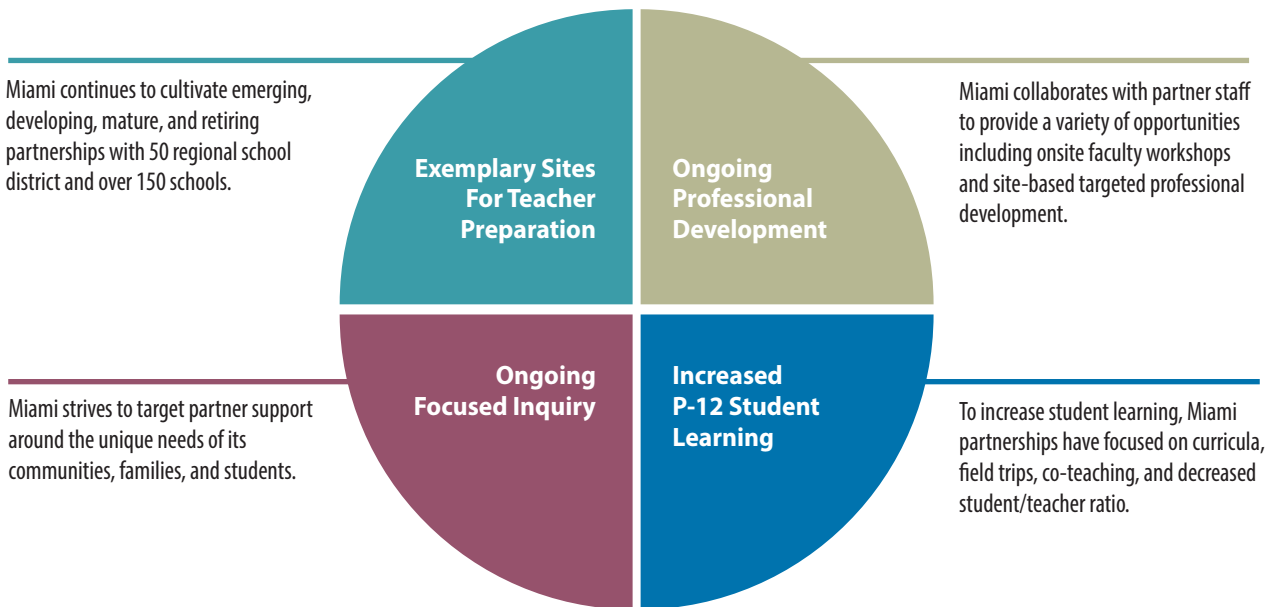 Miami continues to cultivate emerging,
developing, mature, and retiring
partnerships with 50 regional school
district and over 150 schools.
Exemplary Sites
For Teacher
Preparation
Ongoing
Professional
Development
Miami collaborates with partner staff
to provide a variety of opportunities
including onsite faculty workshops
and site-based targeted professional
development.
Miami strives to target partner support
around the unique needs of its
communities, families, and students.
Ongoing
Focused Inquiry
Increased
P-12 Student
Learning
To increase student learning, Miami
partnerships have focused on curricula,
field trips, co-teaching, and decreased
student/teacher ratio.